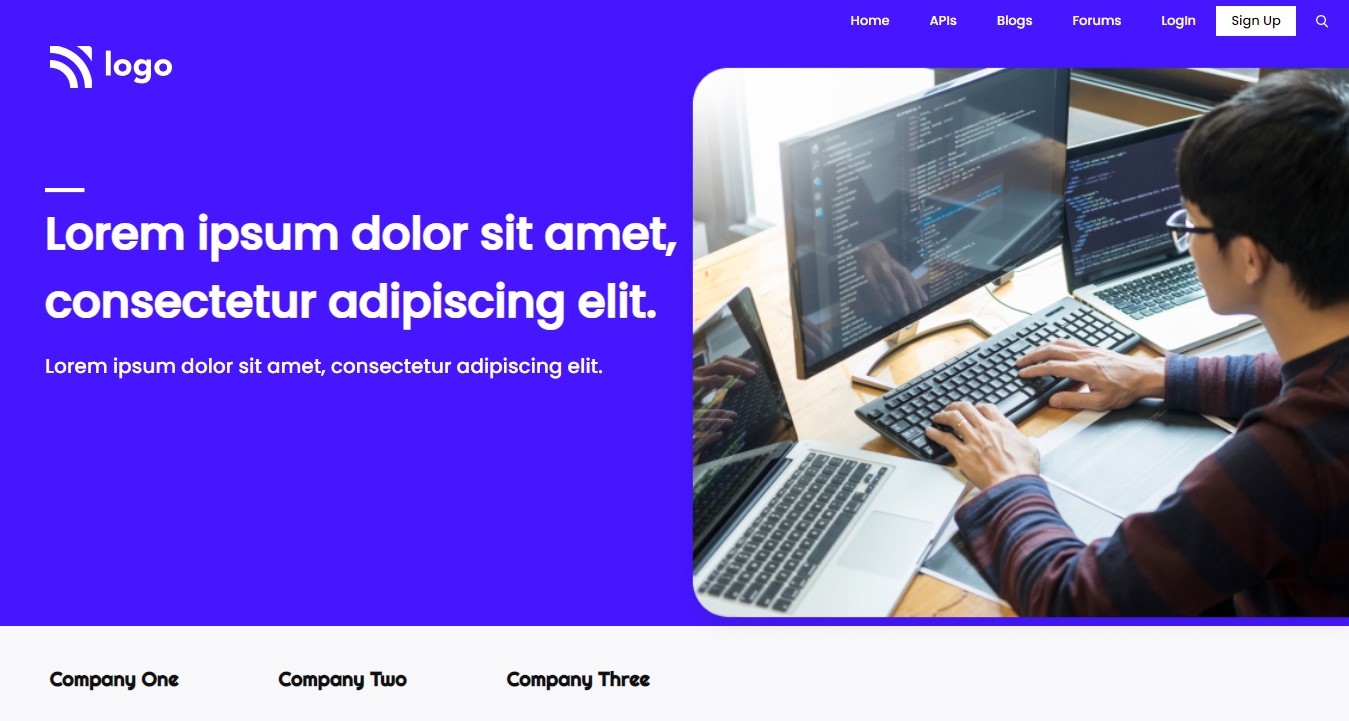 Home APIs Blogs Forums LogIn Sign Up
logo
Lorem ipsum dolor sit amet,
consectetur adipiscing elit.
Lorem ipsum dolor sit amet, consectetur adipiscing elit.
Company One Company Two Company Three